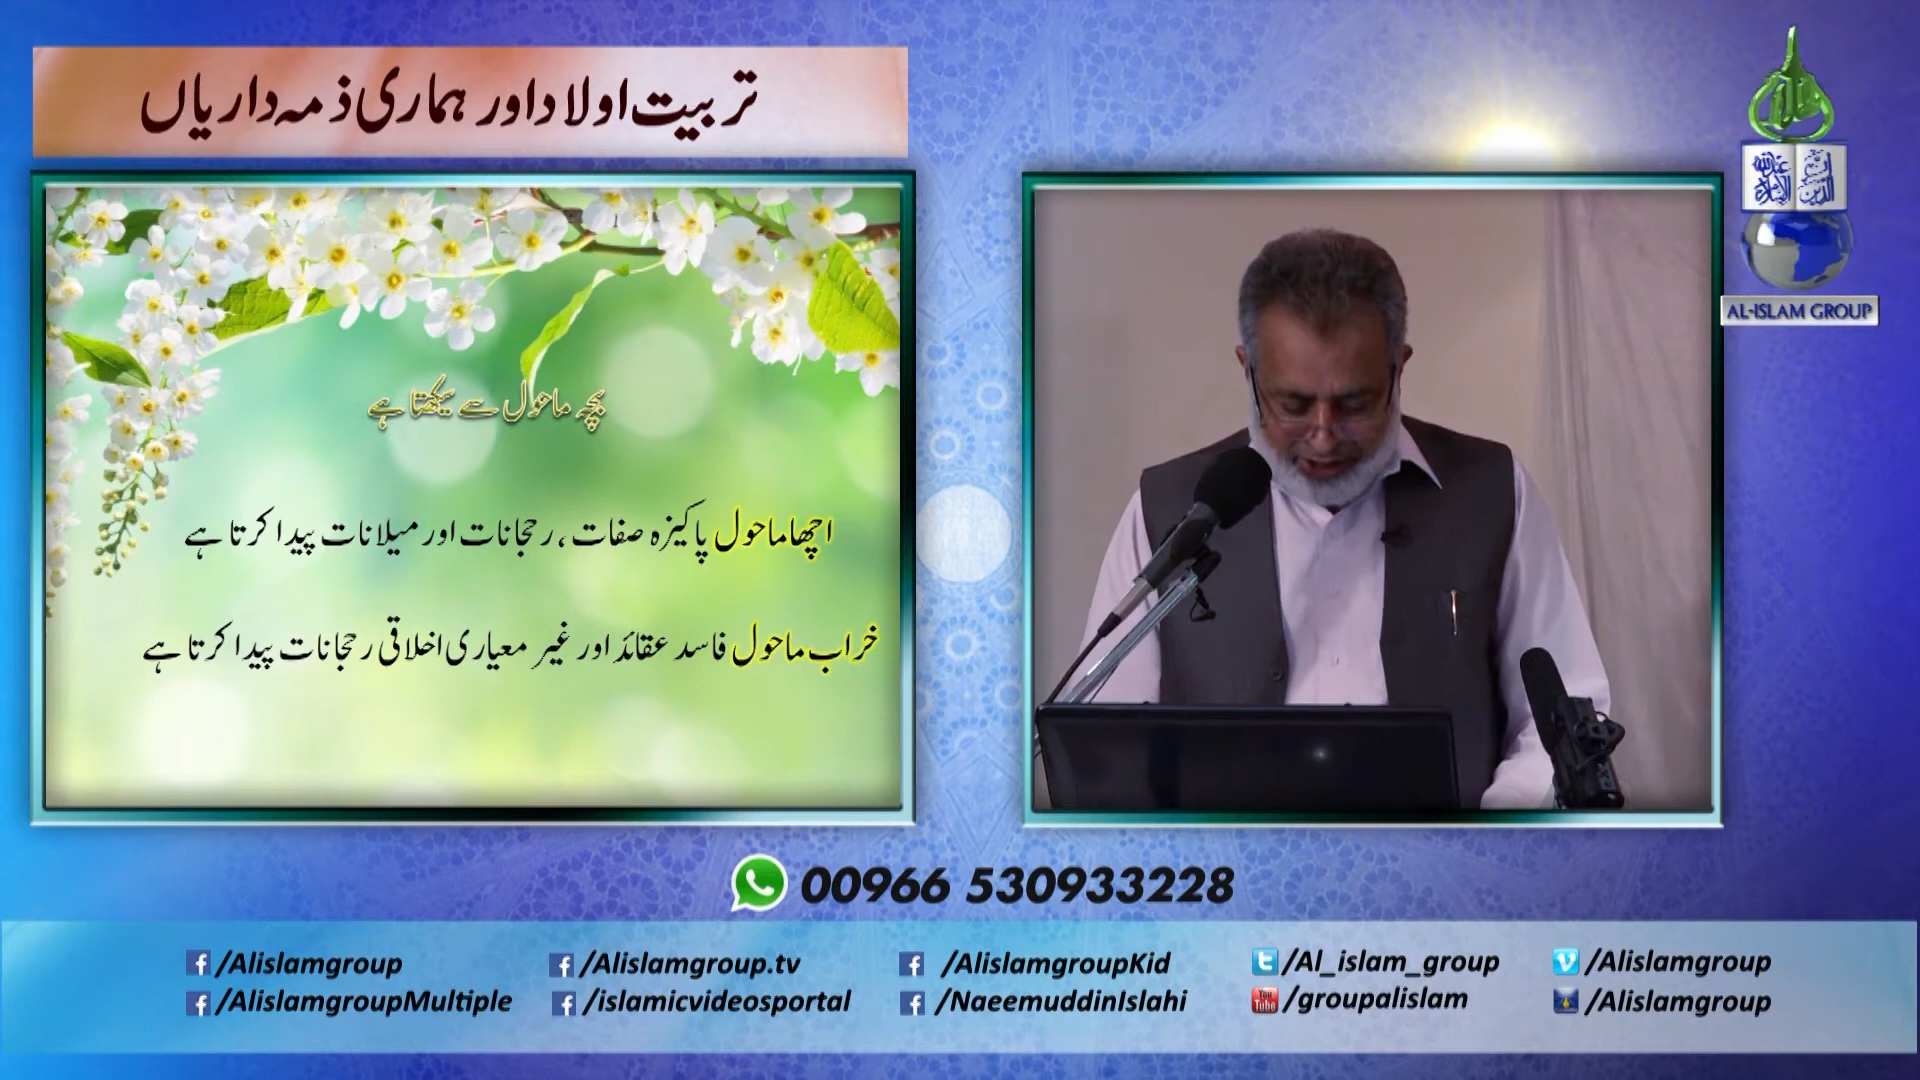 تربیت اولاد اور ہماری ذمہ داریاں
بچہ ماحول سے سیکھتا ہے
اچھا ماحول پاکیزہ صفات ، رحجانات اور میلانات پیدا کرتا ہے
خراب ماحول فاسد عقائد اور غیر معیاری اخلاقی رحجانات پیدا کرتا ہے
AL-ISLAM GROUP
00966 530933228
/Alislamgroup /Alislamgroup.tv /AlislamgroupKid /Al_islam_group /Alislamgroup
/AlislamgroupMultiple /islamicvideosportal /NaeemuddinIslahi /groupalislam /Alislamgroup